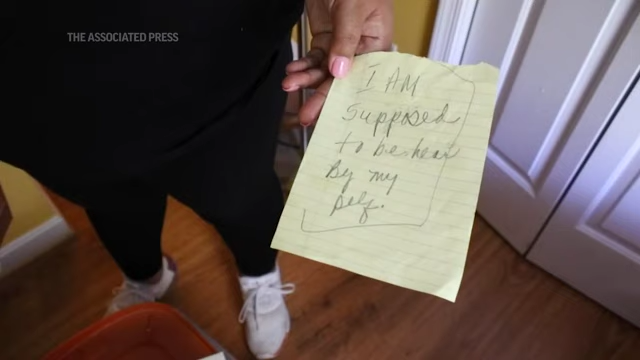 THE ASSOCIATED PRESS
I AM
Supposed
to be hear
By my
self.